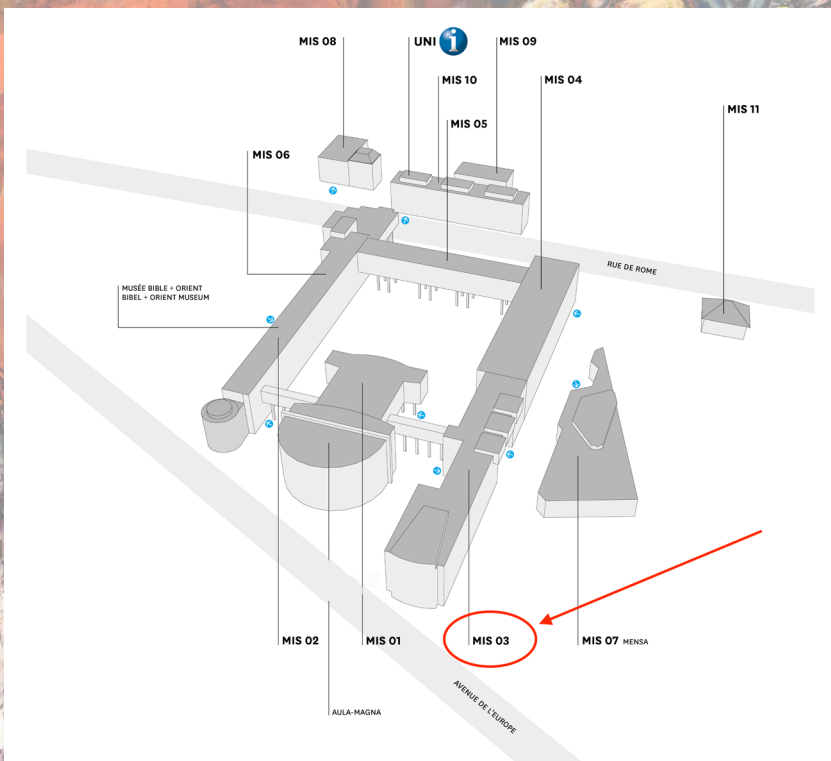 MIS 08
UNI i
MIS 09
MIS 10
MIS 04
MIS 11
MIS 05
MIS 06
RUE DE ROME
MUSÉE BIBLE + ORIENT
BIBEL + ORIENT MUSEUM
MIS 02
MIS 01
MIS 03
MIS 07 MENSA
AULA-MAGNA
AVENUE DE L'EUROPE